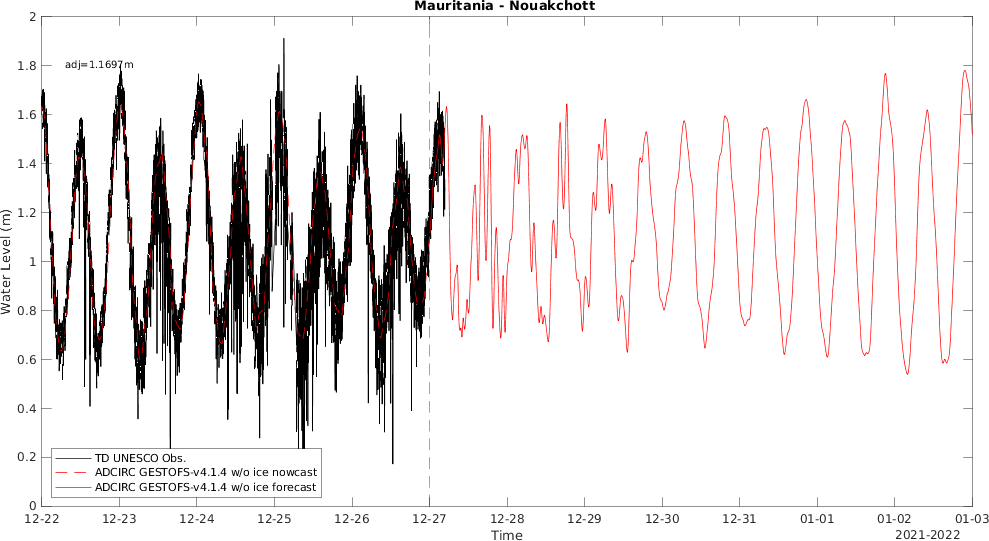 Mauritania - Nouakchott
2
1.8
1.6
1.4
1.2
1
0.8
0.6
0.4
0.2
0
Water Level (m)
adj=1.1697m
TD UNESCO Obs.
ADCIRC GESTOFS-v4.1.4 w/o ice nowcast
ADCIRC GESTOFS-v4.1.4 w/o ice forecast
12-22 12-23 12-24 12-25 12-26 12-27 12-28 12-29 12-30 12-31 01-01 01-02 01-03
Time
2021-2022